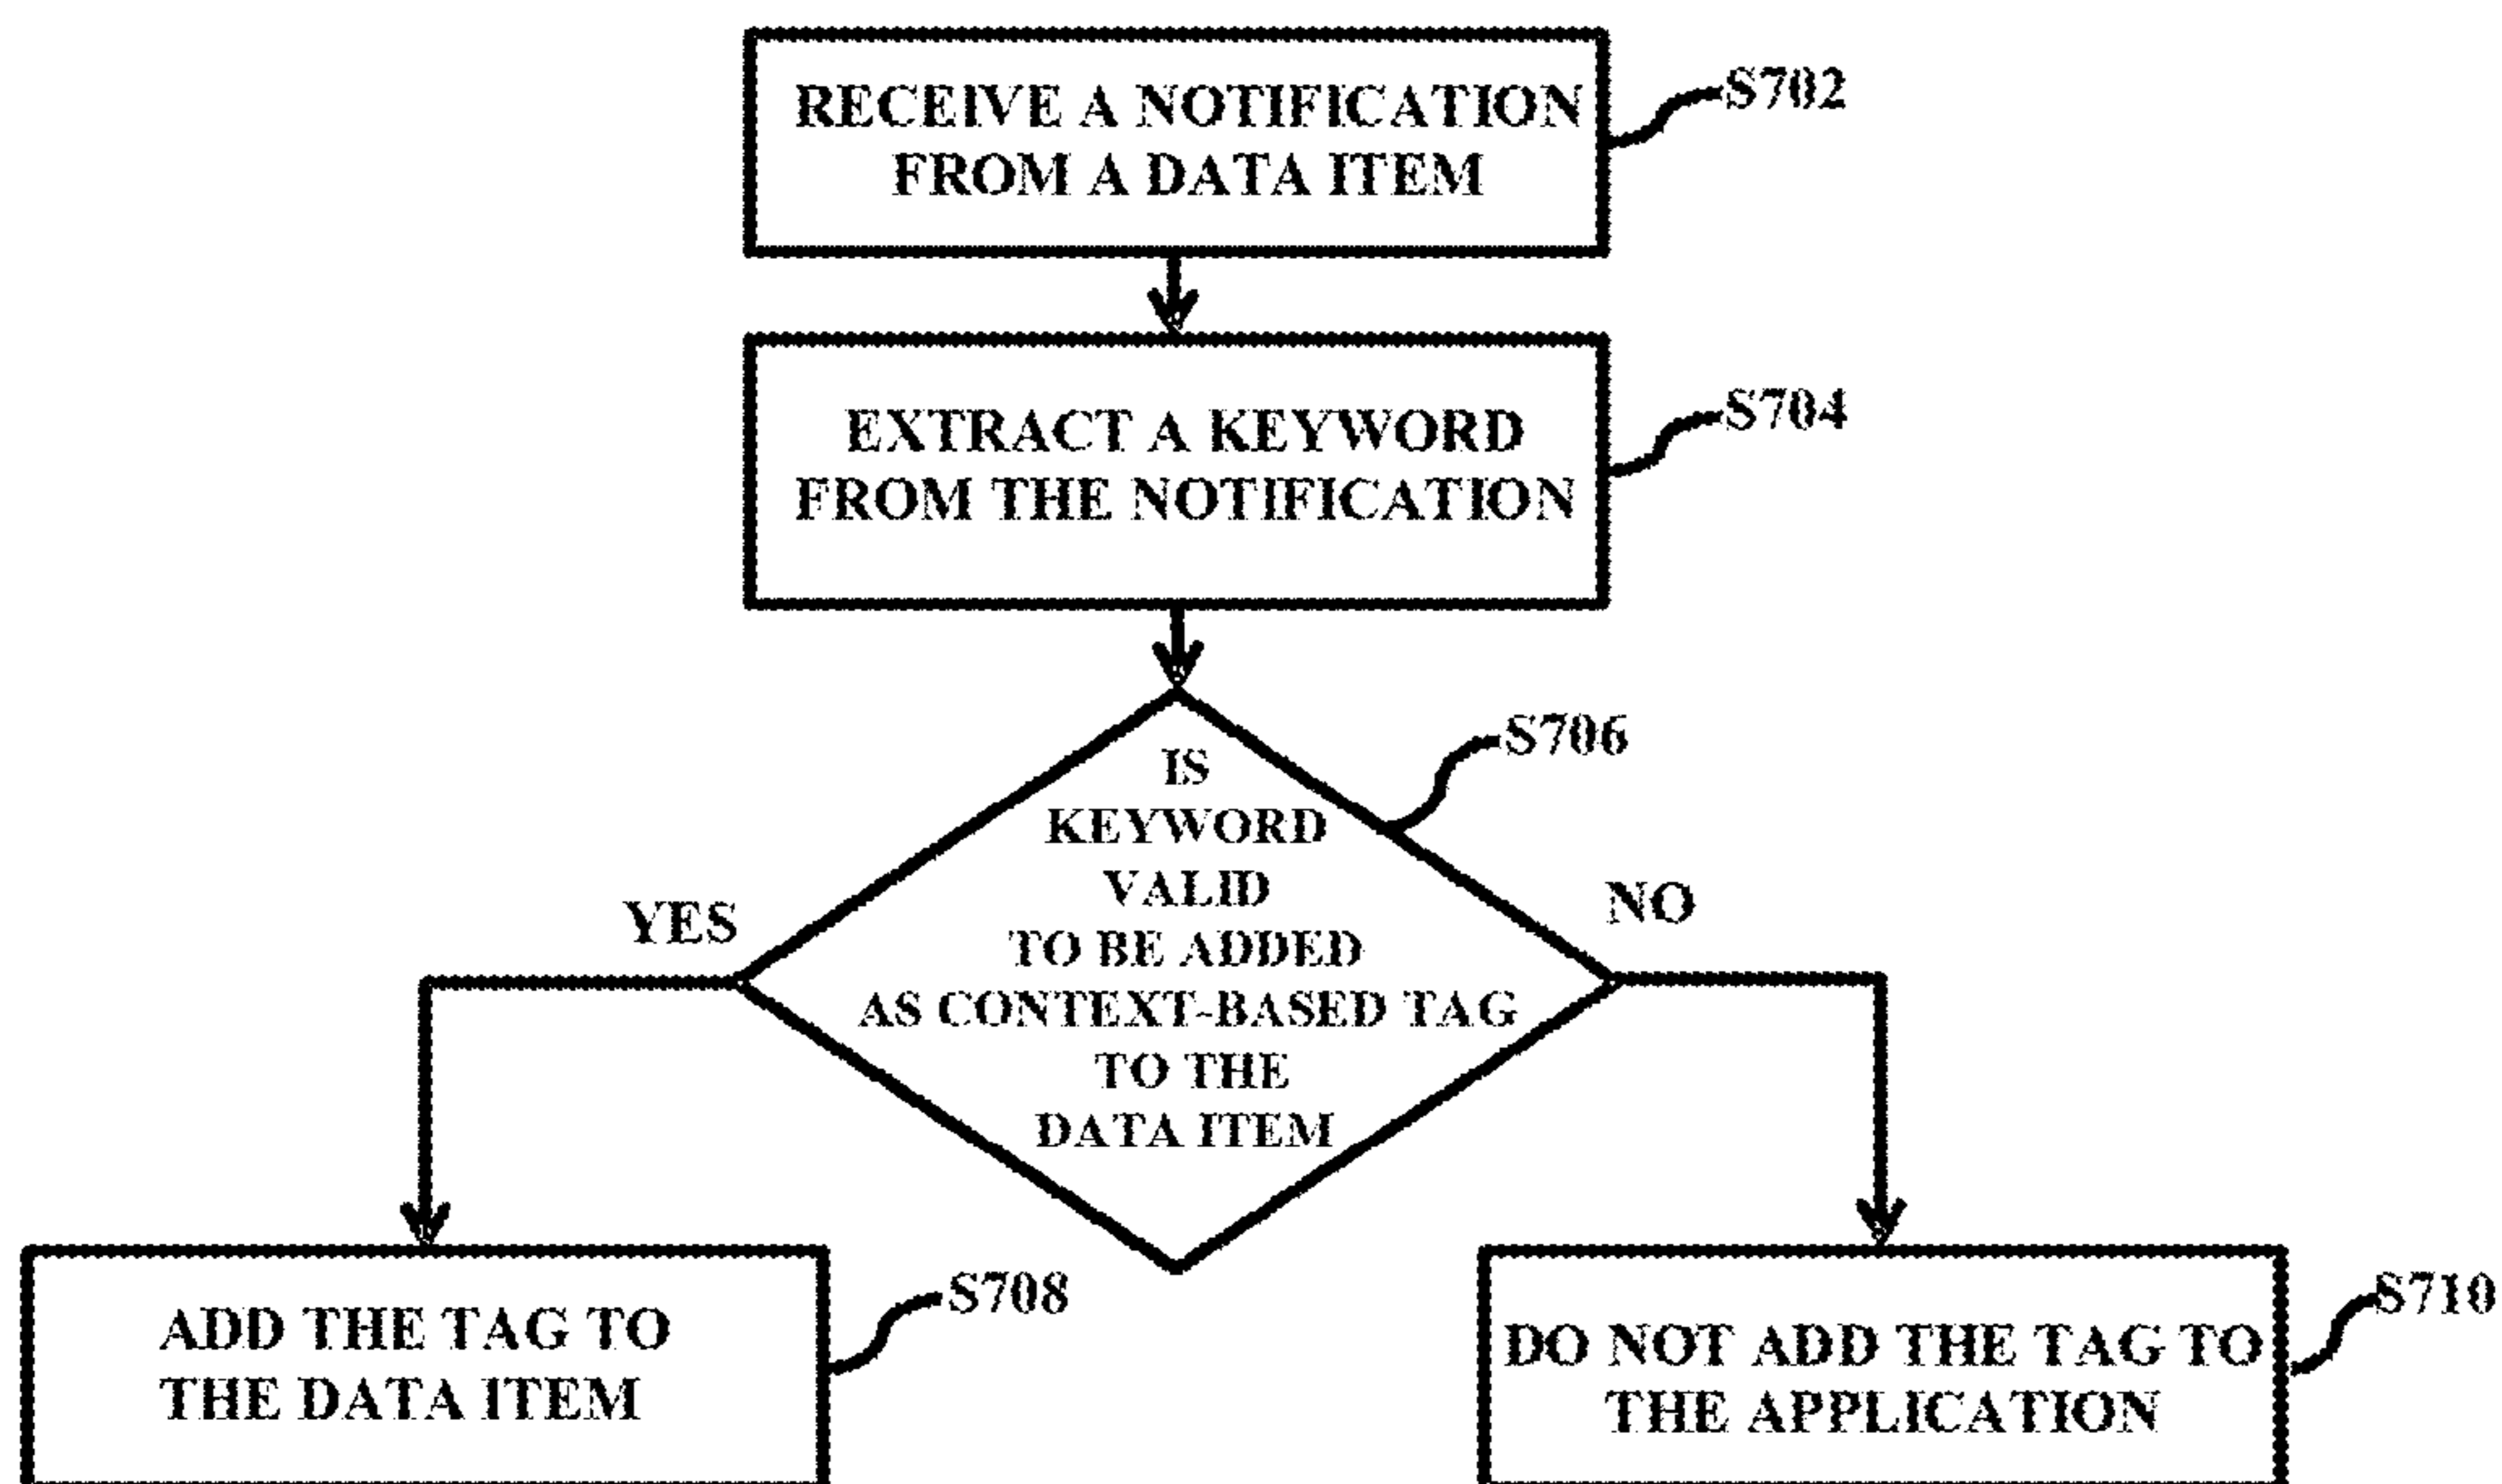 RECEIVE A NOTIFICATION
FROM A DATA ITEM
S702
EXTRACT A KEYWORD
FROM THE NOTIFICATION
S704
IS
KEYWORD
VALID
TO BE ADDED
AS CONTEXT-BASED TAG
TO THE
DATA ITEM
S706
YES
NO
ADD THE TAG TO
THE DATA ITEM
S708
DO NOT ADD THE TAG TO
THE APPLICATION
S710